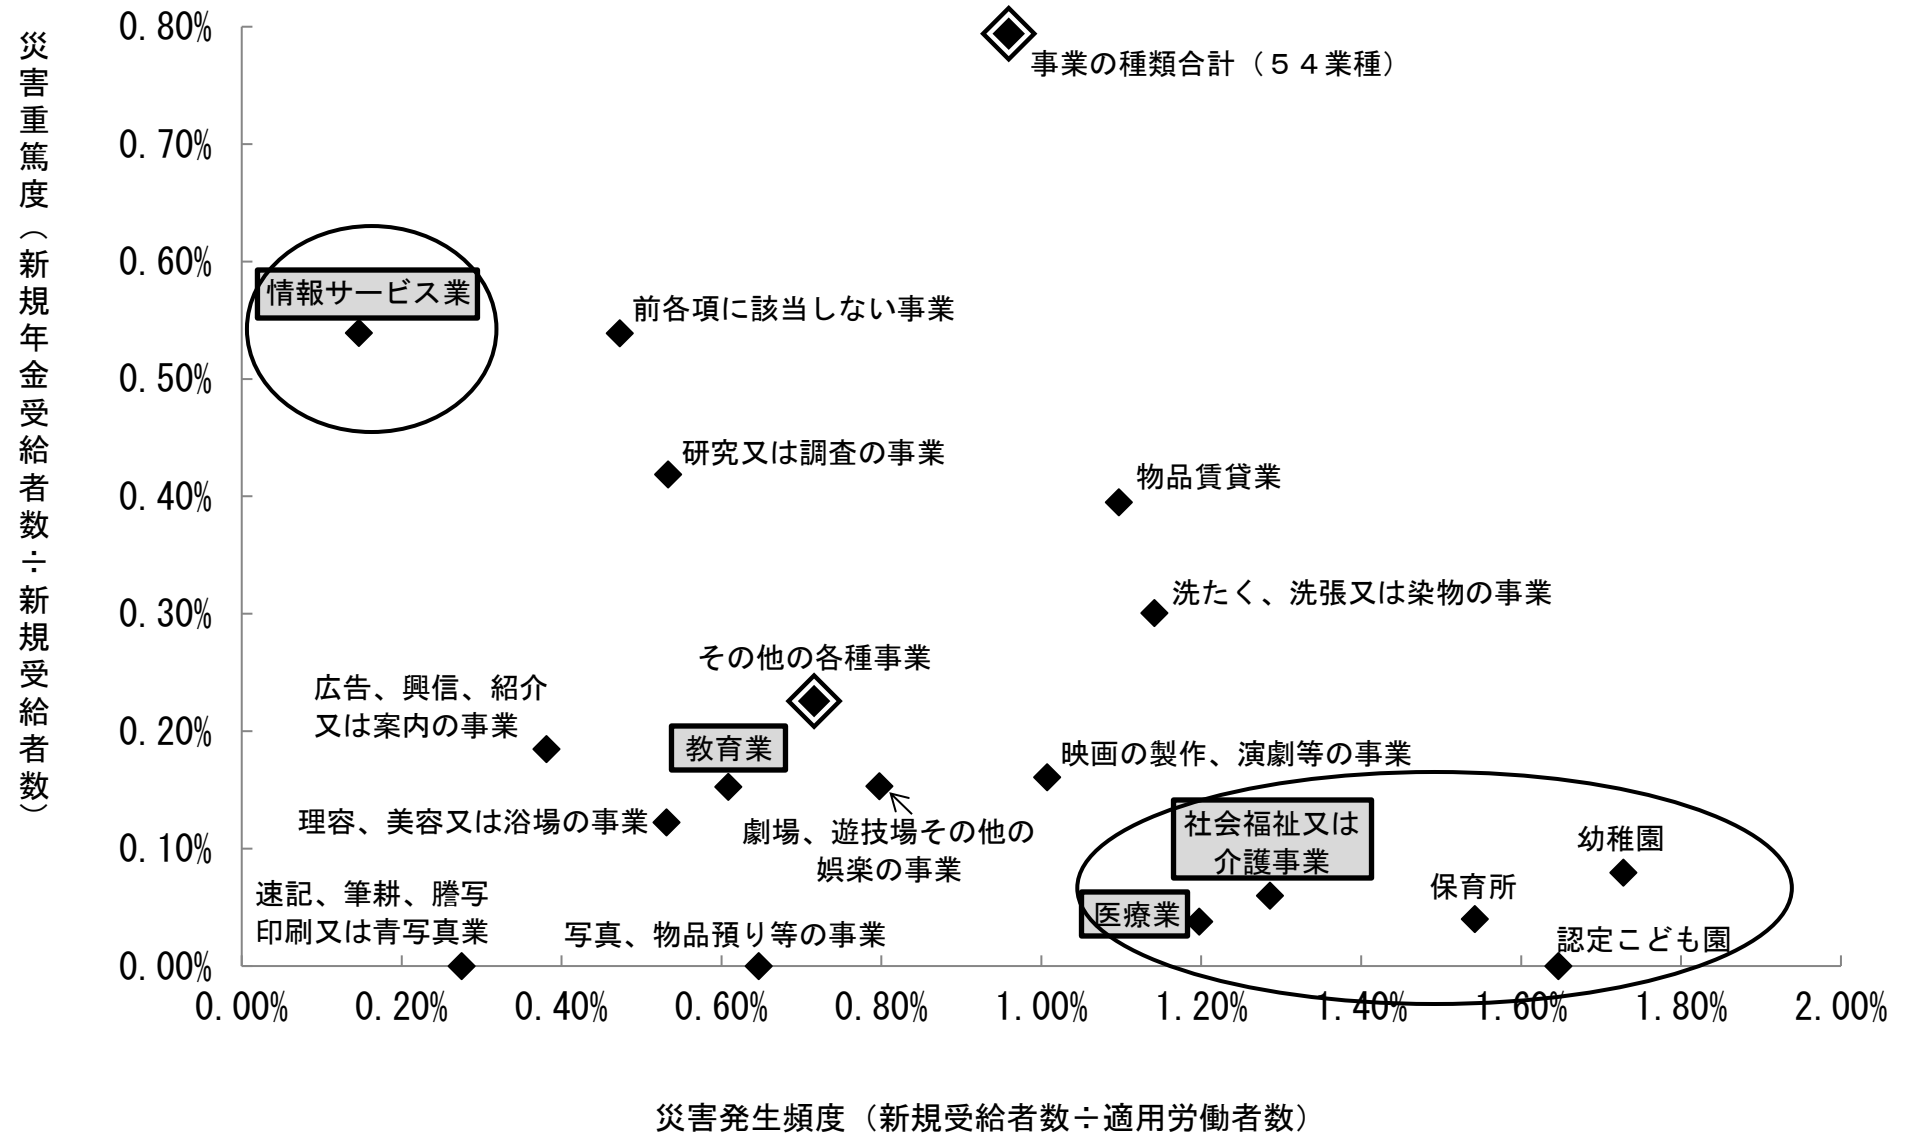 災害重篤度（新規年金受給者数÷新規受給者数）
0.80%
0.70%
0.60%
0.50%
0.40%
0.30%
0.20%
0.10%
0.00%
事業の種類合計（５４業種）
情報サービス業
前各項に該当しない事業
研究又は調査の事業
物品賃貸業
洗たく、洗張又は染物の事業
その他の各種事業
広告、興信、紹介
又は案内の事業
教育業
映画の製作、演劇等の事業
理容、美容又は浴場の事業
劇場、遊技場その他の
娯楽の事業
社会福祉又は
介護事業
幼稚園
保育所
医療業
認定こども園
速記、筆耕、謄写
印刷又は青写真業
写真、物品預り等の事業
0.00% 0.20% 0.40% 0.60% 0.80% 1.00% 1.20% 1.40% 1.60% 1.80% 2.00%
災害発生頻度（新規受給者数÷適用労働者数）